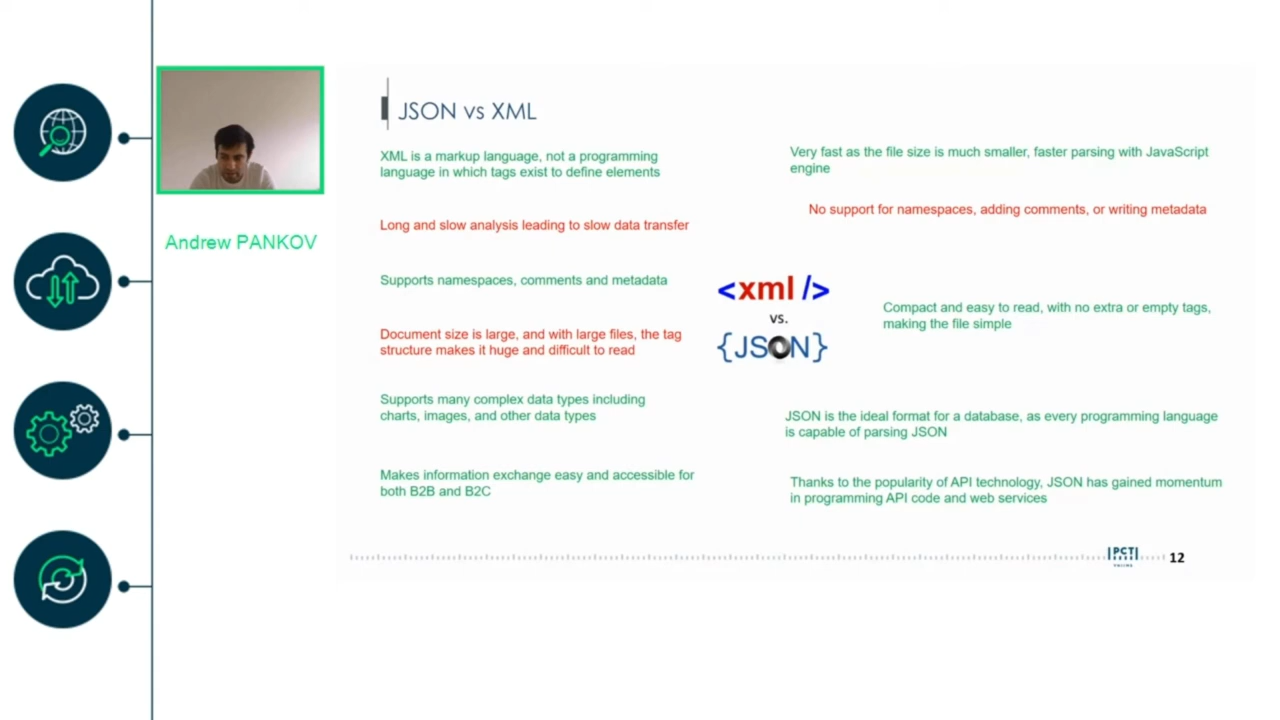 Andrew PANKOV
JSON vs XML
XML is a markup language, not a programming
language in which tags exist to define elements
Long and slow analysis leading to slow data transfer
Supports namespaces, comments and metadata
Document size is large, and with large files, the tag
structure makes it huge and difficult to read
Supports many complex data types including
charts, images, and other data types
Makes information exchange easy and accessible for
both B2B and B2C
<xml />
vs.
{JSON}
Very fast as the file size is much smaller, faster parsing with JavaScript
engine
No support for namespaces, adding comments, or writing metadata
Compact and easy to read, with no extra or empty tags,
making the file simple
JSON is the ideal format for a database, as every programming language
is capable of parsing JSON
Thanks to the popularity of API technology, JSON has gained momentum
in programming API code and web services
PCT
12